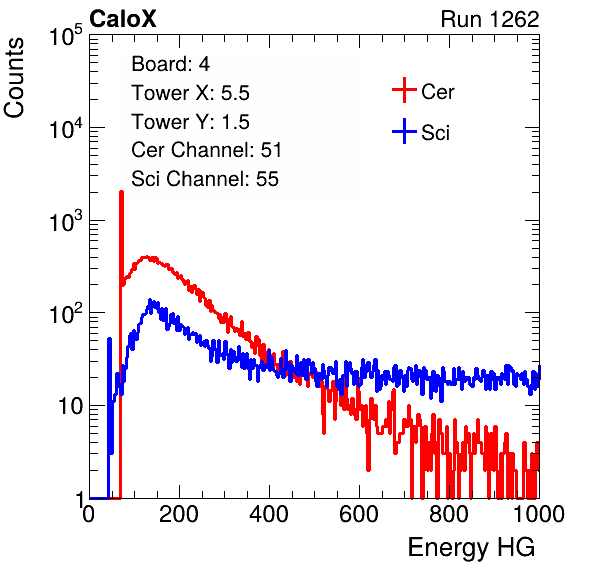 CaloX Run 1262
Counts
10^5
10^4
10^3
10^2
10
1
Board: 4
Tower X: 5.5
Tower Y: 1.5
Cer Channel: 51
Sci Channel: 55
Cer
Sci
0 200 400 600 800 1000
Energy HG